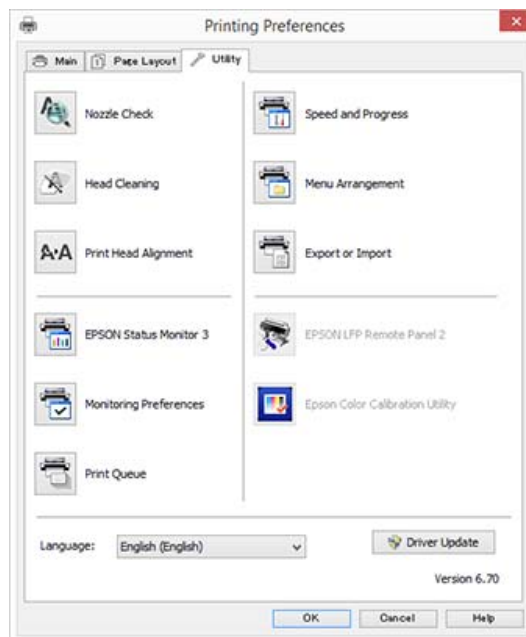 Printing Preferences
Main
Page Layout
Utility
Nozzle Check
Speed and Progress
Head Cleaning
Menu Arrangement
Print Head Alignment
Export or Import
EPSON Status Monitor 3
EPSON LFP Remote Panel 2
Monitoring Preferences
Epson Color Calibration Utility
Print Queue
Language: English (English)
Driver Update
Version 6.70
OK
Cancel
Help